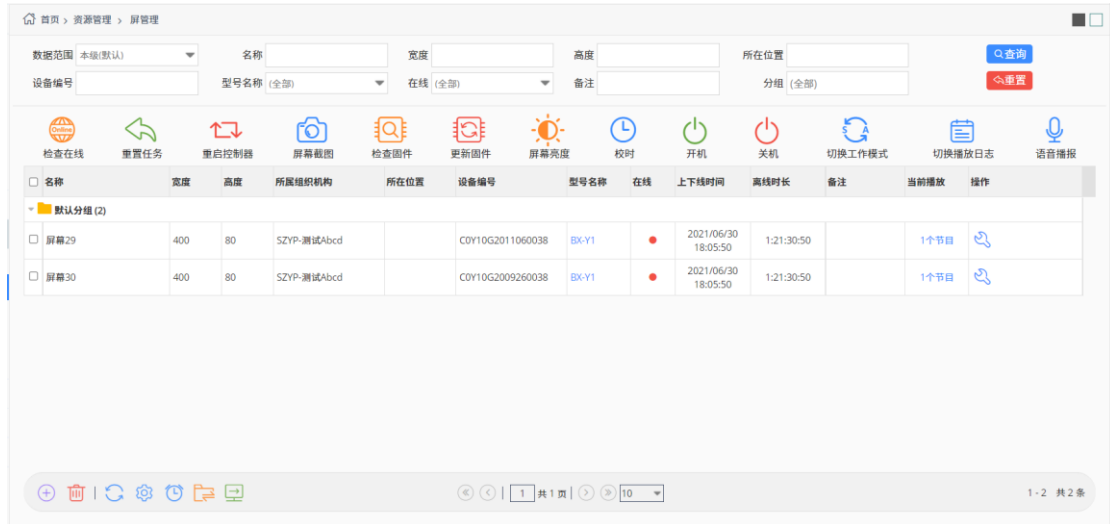 首页 > 资源管理 > 屏管理
数据范围 本级(默认) 名称 宽度 高度 所在位置 查询
设备编号 型号名称 (全部) 在线 (全部) 备注 分组 (全部) 重置
Online
S A
检查在线 重置任务 重启控制器 屏幕截图 检查固件 更新固件 屏幕亮度 校时 开机 关机 切换工作模式 切换播放日志 语音播报
名称 宽度 高度 所属组织机构 所在位置 设备编号 型号名称 在线 上下线时间 离线时长 备注 当前播放 操作
默认分组 (2)
屏幕29 400 80 SZYP-测试Abcd C0Y10G2011060038 BX-Y1 2021/06/30 18:05:50 1:21:30:50 1个节目
屏幕30 400 80 SZYP-测试Abcd C0Y10G2009260038 BX-Y1 2021/06/30 18:05:50 1:21:30:50 1个节目
1 共 1 页 10 1 - 2 共 2 条